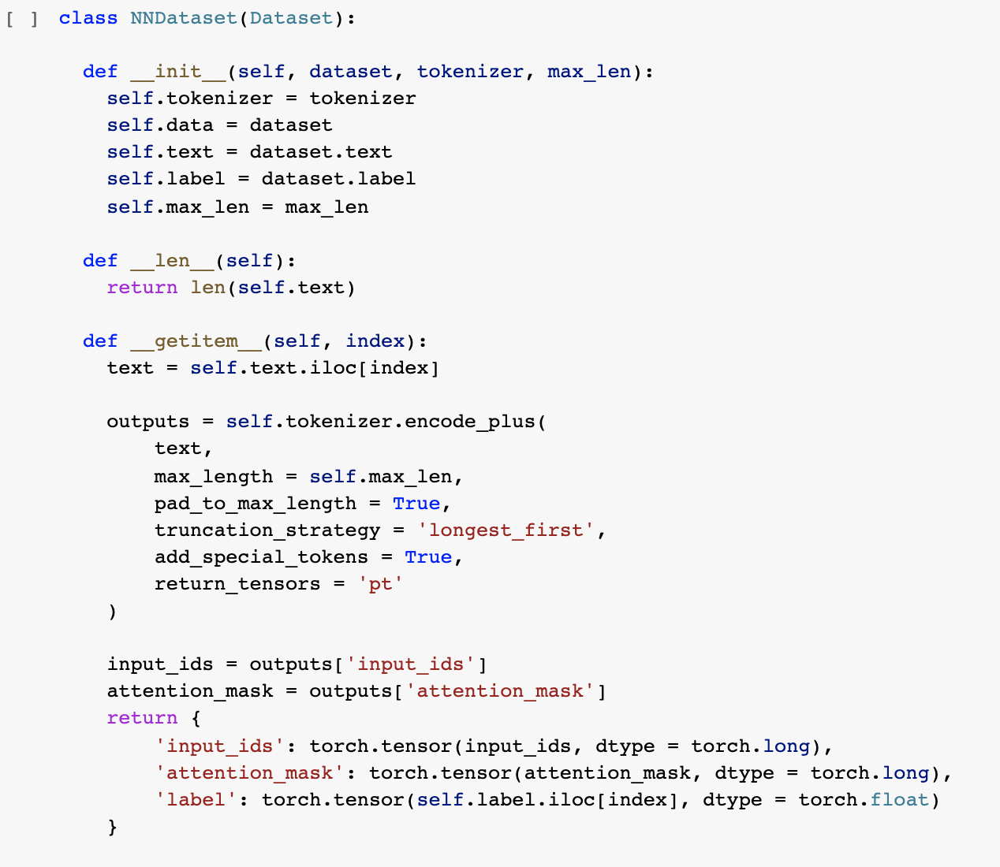 [ ] class NNDataset(Dataset):
def __init__(self, dataset, tokenizer, max_len):
self.tokenizer = tokenizer
self.data = dataset
self.text = dataset.text
self.label = dataset.label
self.max_len = max_len
def __len__(self):
return len(self.text)
def __getitem__(self, index):
text = self.text.iloc[index]
outputs = self.tokenizer.encode_plus(
text,
max_length = self.max_len,
pad_to_max_length = True,
truncation_strategy = 'longest_first',
add_special_tokens = True,
return_tensors = 'pt'
)
input_ids = outputs['input_ids']
attention_mask = outputs['attention_mask']
return {
'input_ids': torch.tensor(input_ids, dtype = torch.long),
'attention_mask': torch.tensor(attention_mask, dtype = torch.long),
'label': torch.tensor(self.label.iloc[index], dtype = torch.float)
}